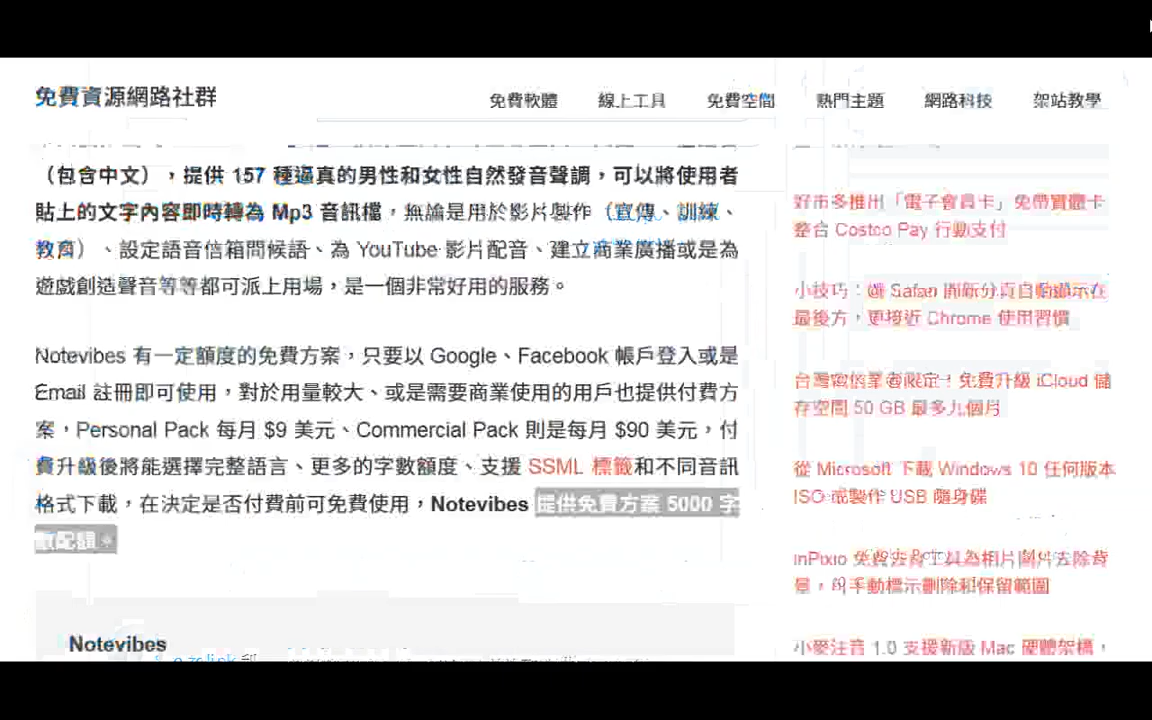 免費資源網路社群
免費軟體 線上工具 免費空間 熱門主題 網路科技 架站教學
（包含中文），提供 157 種逼真的男性和女性自然發音聲調，可以將使用者
貼上的文字內容即時轉為 Mp3 音訊檔，無論是用於影片製作（宣傳、訓練、
教育）、設定語音信箱問候語、為 YouTube 影片配音、建立商業廣播或是為
遊戲創造聲音等等都可派上用場，是一個非常好用的服務。
Notevibes 有一定額度的免費方案，只要以 Google、Facebook 帳戶登入或是
Email 註冊即可使用，對於用量較大、或是需要商業使用的用戶也提供付費方
案，Personal Pack 每月 $9 美元、Commercial Pack 則是每月 $90 美元，付
費升級後將能選擇完整語言、更多的字數額度、支援 SSML 標籤和不同音訊
格式下載，在決定是否付費前可免費使用，Notevibes 提供免費方案 5000 字
數配額。
Notevibes
好市多推出「電子會員卡」免帶實體卡
整合 Costco Pay 行動支付
小技巧：讓 Safari 開新分頁自動顯示在
最後方，更接近 Chrome 使用習慣
台灣電信業者限定！免費升級 iCloud 儲
存空間 50 GB 最多九個月
從 Microsoft 下載 Windows 10 任何版本
ISO 或製作 USB 隨身碟
inPixio 免費去背工具為相片圖片去除背
景，可手動標示刪除和保留範圍
小麥注音 1.0 支援新版 Mac 硬體架構，